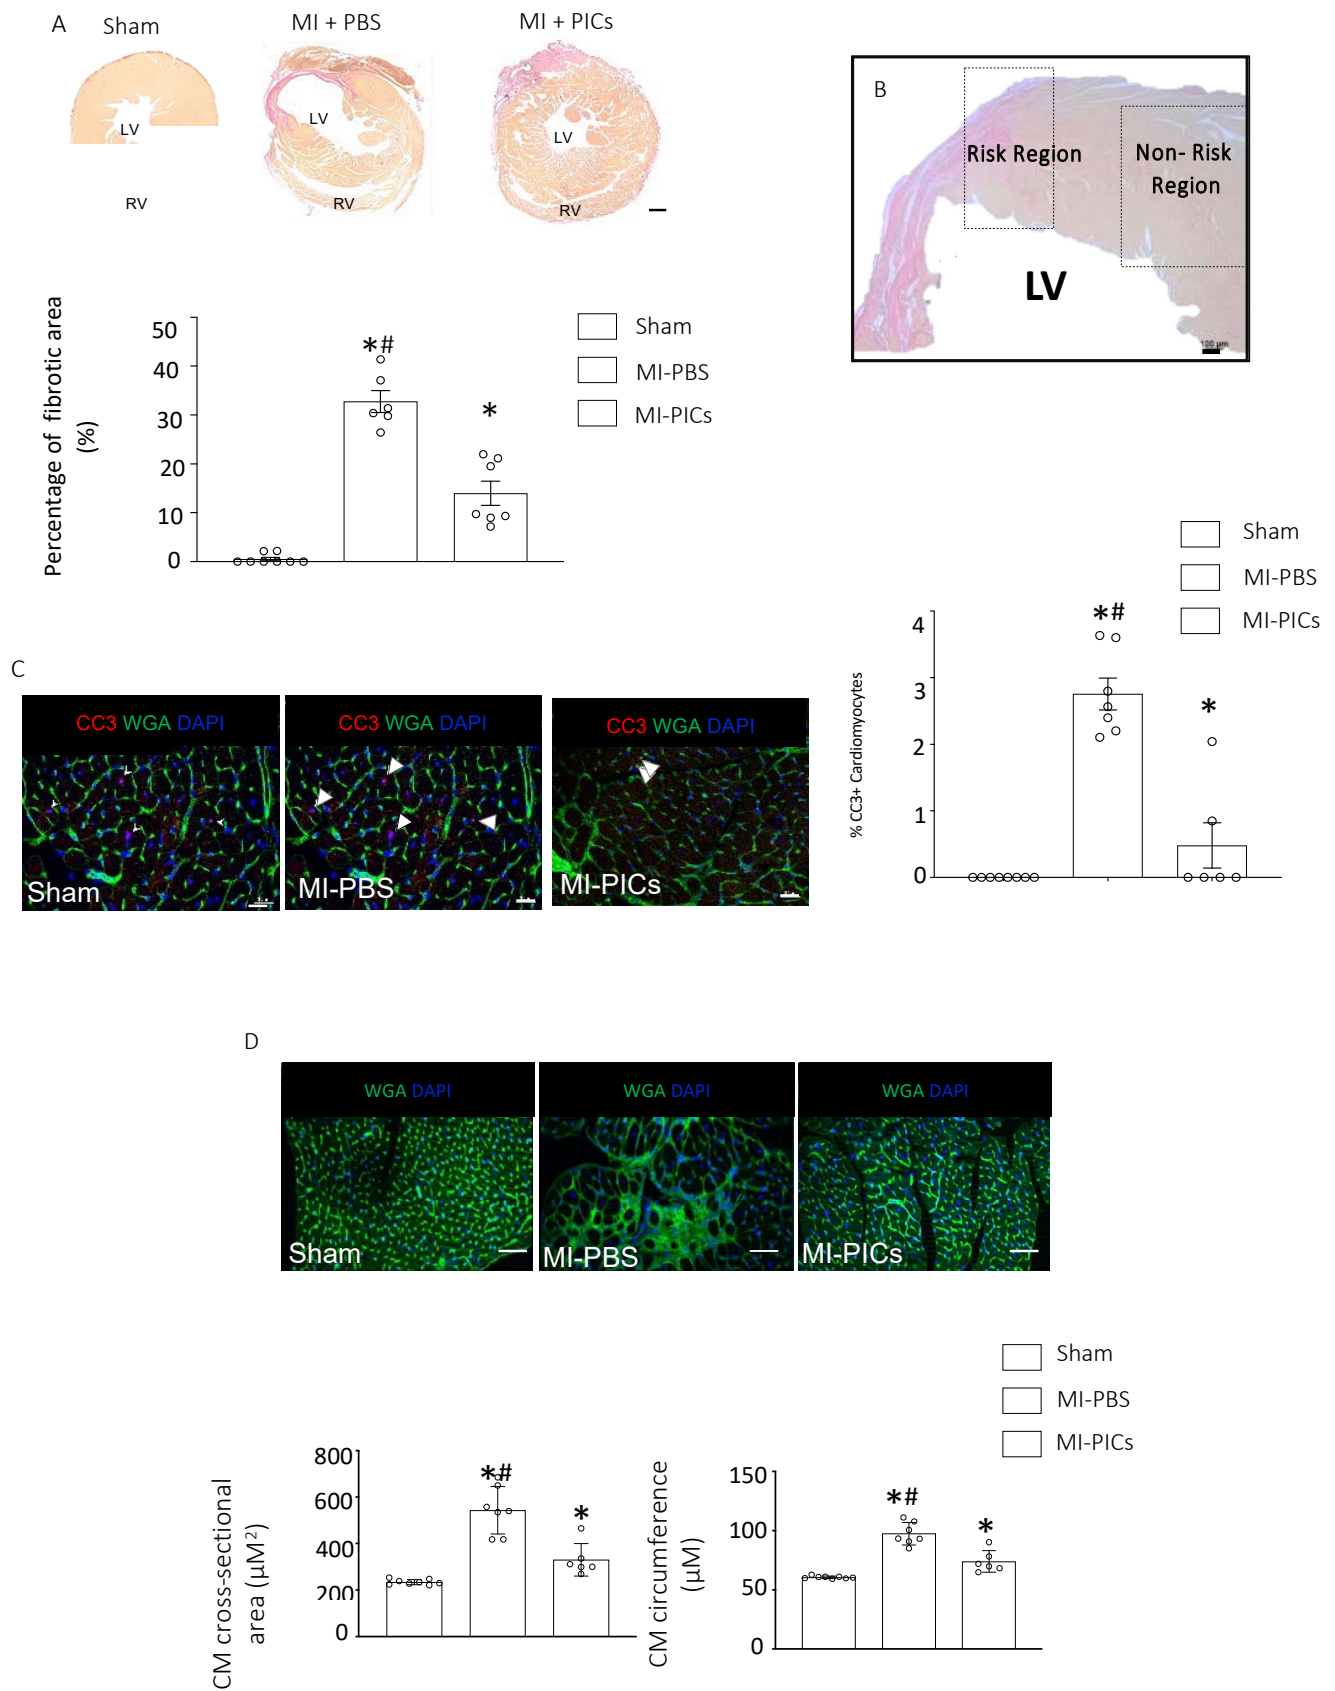 A
Sham
MI + PBS
MI + PICs
LV
RV
LV
RV
LV
RV
B
Risk Region
Non- Risk
Region
LV
100 µm
Percentage of fibrotic area
(%)
50
40
30
20
10
0
*#
*
Sham
MI-PBS
MI-PICs
C
CC3 WGA DAPI
Sham
CC3 WGA DAPI
MI-PBS
CC3 WGA DAPI
MI-PICs
% CC3+ Cardiomyocytes
4
3
2
1
0
*#
*
Sham
MI-PBS
MI-PICs
D
WGA DAPI
Sham
WGA DAPI
MI-PBS
WGA DAPI
MI-PICs
CM cross-sectional
area (µM²)
800
600
400
200
0
*#
*
CM circumference
(µM)
150
100
50
0
*#
*
Sham
MI-PBS
MI-PICs